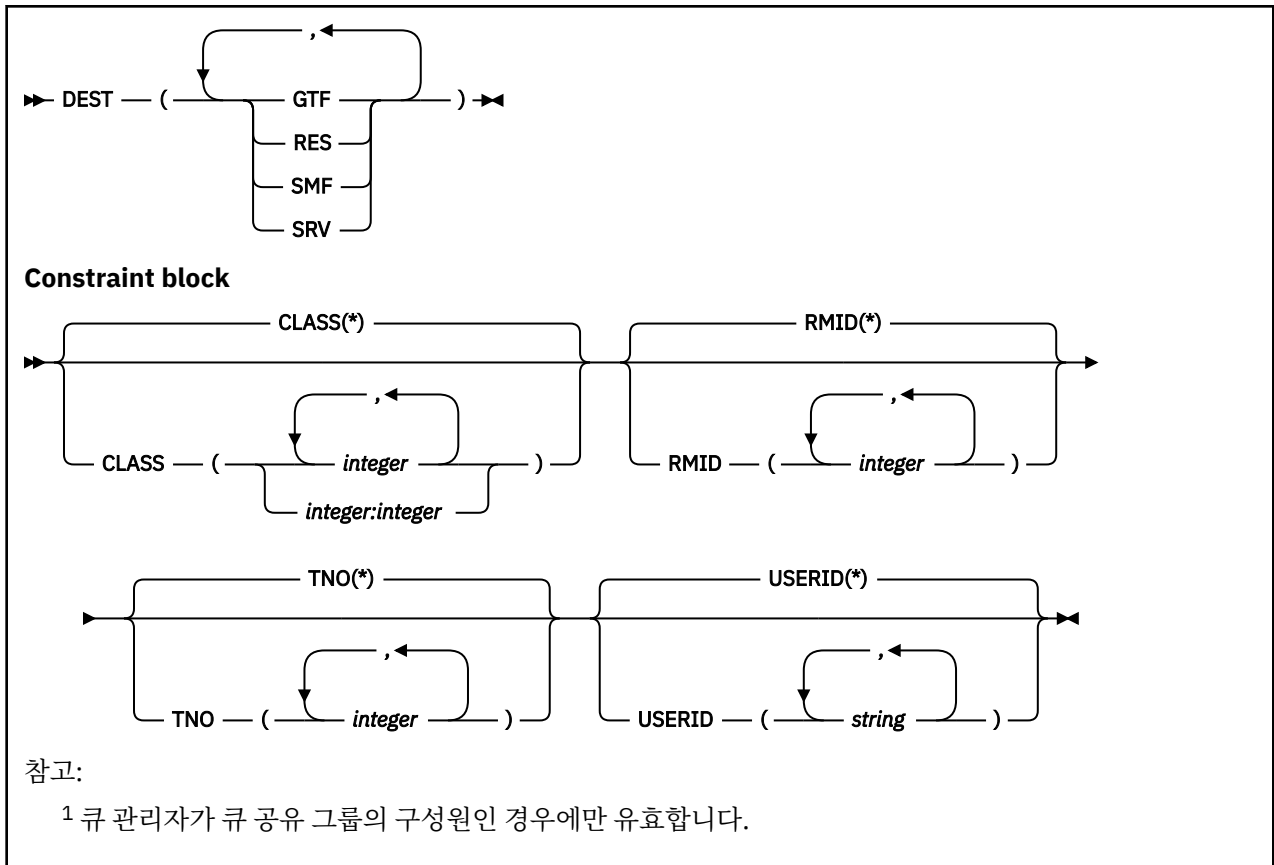 ,
DEST ( GTF )
RES
SMF
SRV
Constraint block
CLASS(*) RMID(*)
, ,
CLASS ( integer ) RMID ( integer )
integer:integer
TNO(*) USERID(*)
, ,
TNO ( integer ) USERID ( string )
참고:
1 큐 관리자가 큐 공유 그룹의 구성원인 경우에만 유효합니다.